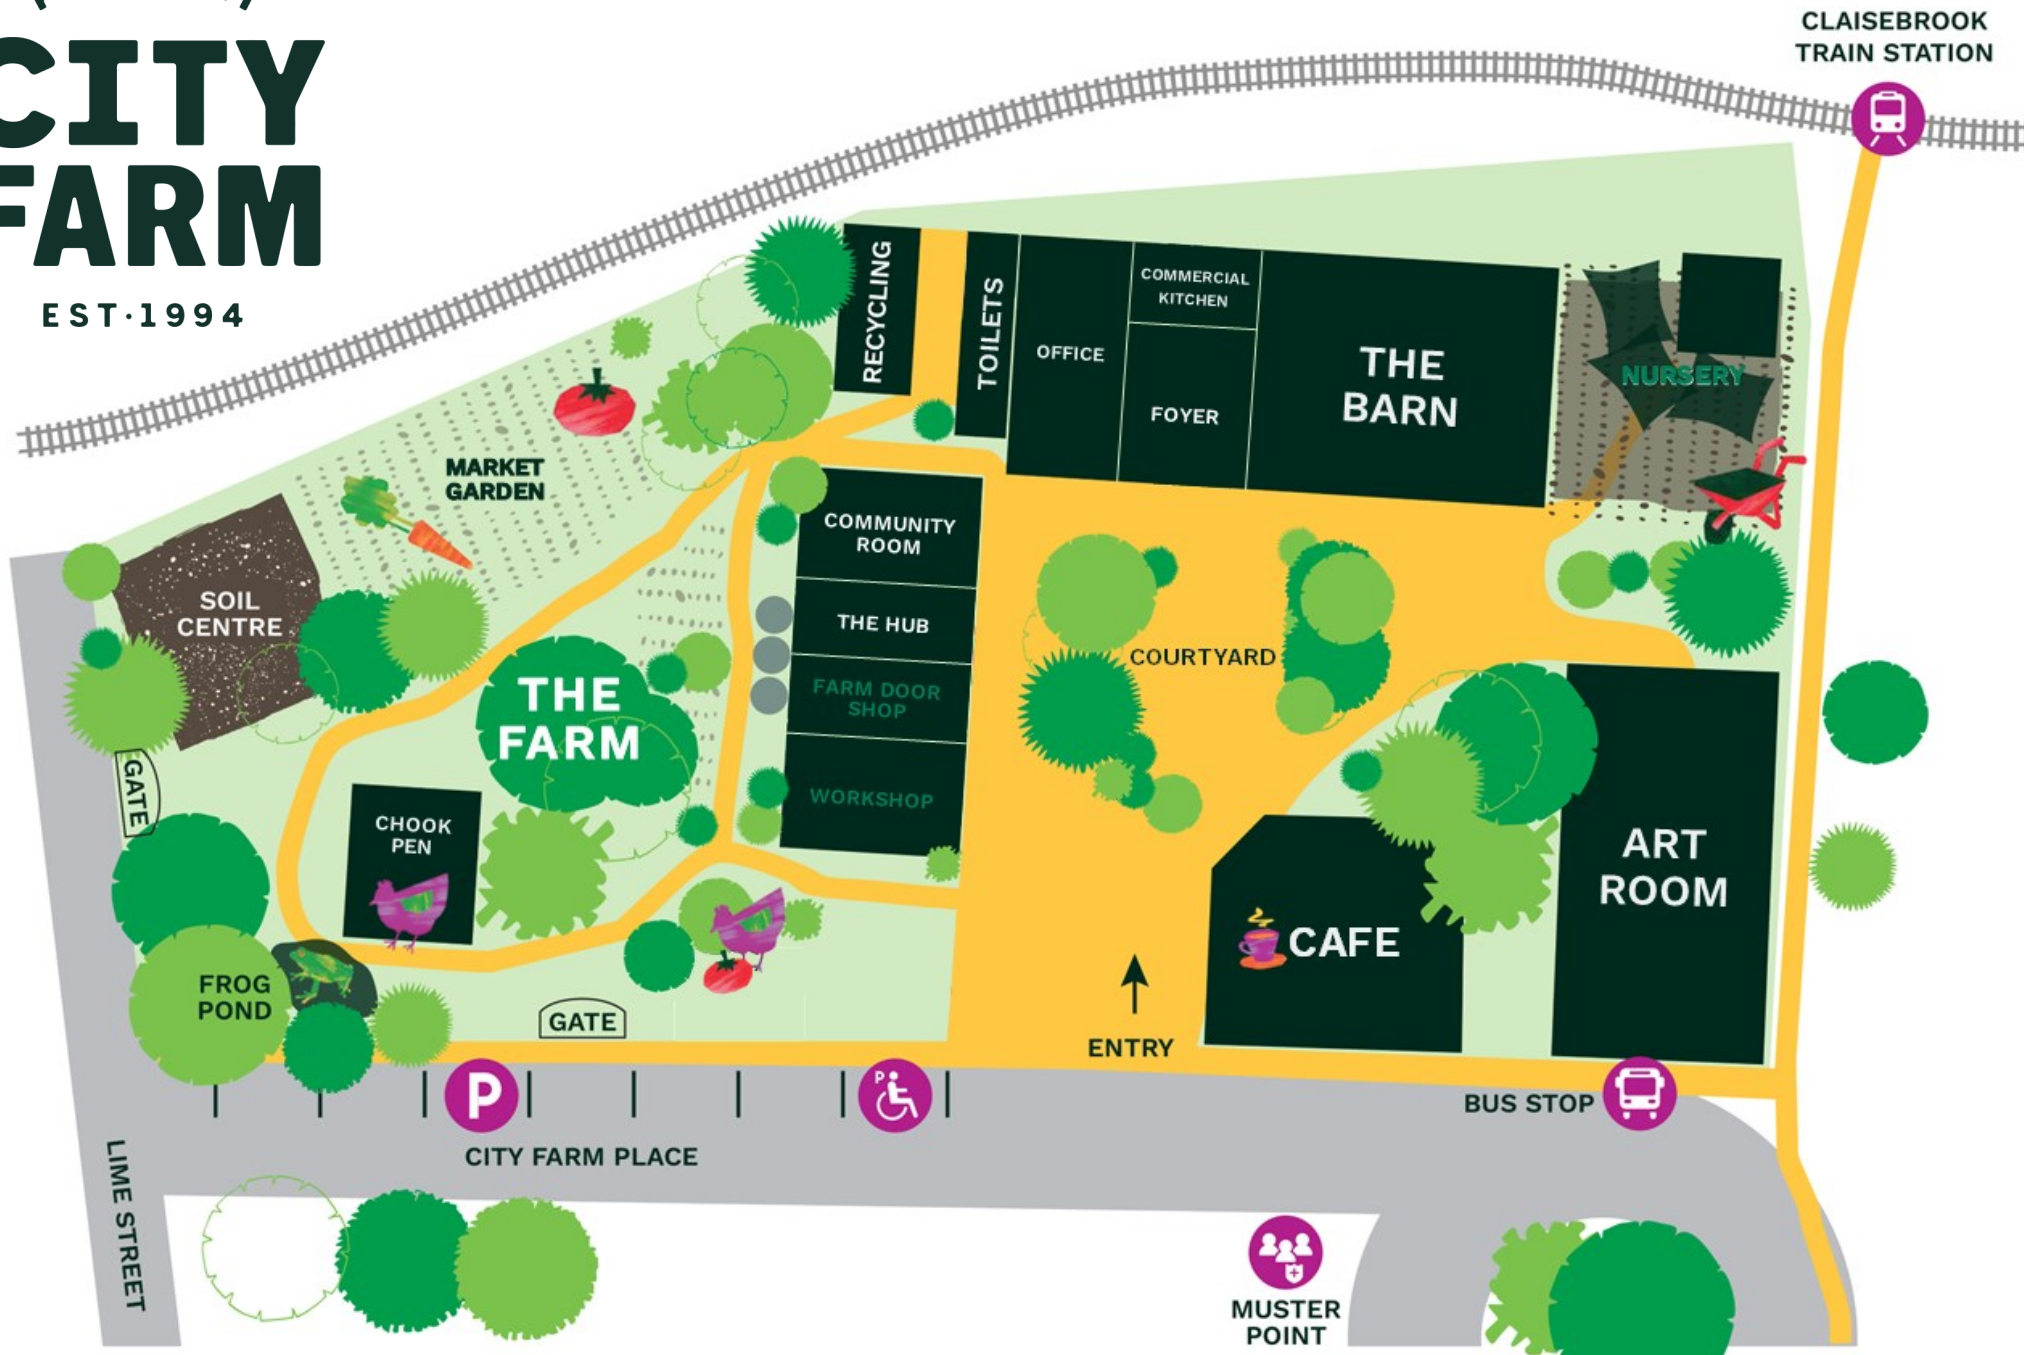 CITY
FARM
EST·1994
CLAISEBROOK
TRAIN STATION
RECYCLING
TOILETS
OFFICE
COMMERCIAL
KITCHEN
FOYER
THE
BARN
NURSERY
MARKET
GARDEN
SOIL
CENTRE
COMMUNITY
ROOM
THE HUB
FARM DOOR
SHOP
WORKSHOP
COURTYARD
THE
FARM
GATE
CHOOK
PEN
FROG
POND
GATE
ENTRY
CAFE
ART
ROOM
P
P
BUS STOP
CITY FARM PLACE
LIME STREET
MUSTER
POINT